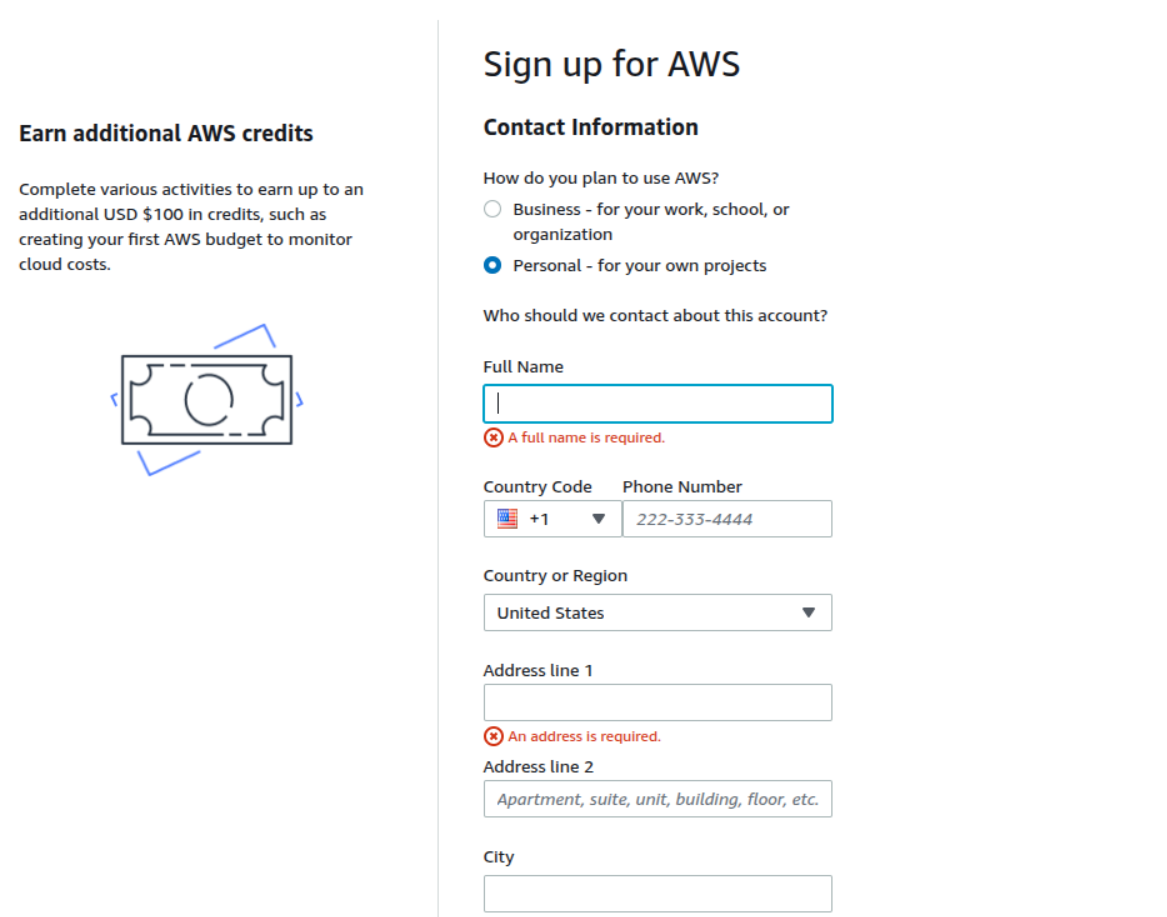 Earn additional AWS credits
Complete various activities to earn up to an
additional USD $100 in credits, such as
creating your first AWS budget to monitor
cloud costs.
Sign up for AWS
Contact Information
How do you plan to use AWS?
Business - for your work, school, or
organization
Personal - for your own projects
Who should we contact about this account?
Full Name
A full name is required.
Country Code Phone Number
+1 222-333-4444
Country or Region
United States
Address line 1
An address is required.
Address line 2
Apartment, suite, unit, building, floor, etc.
City